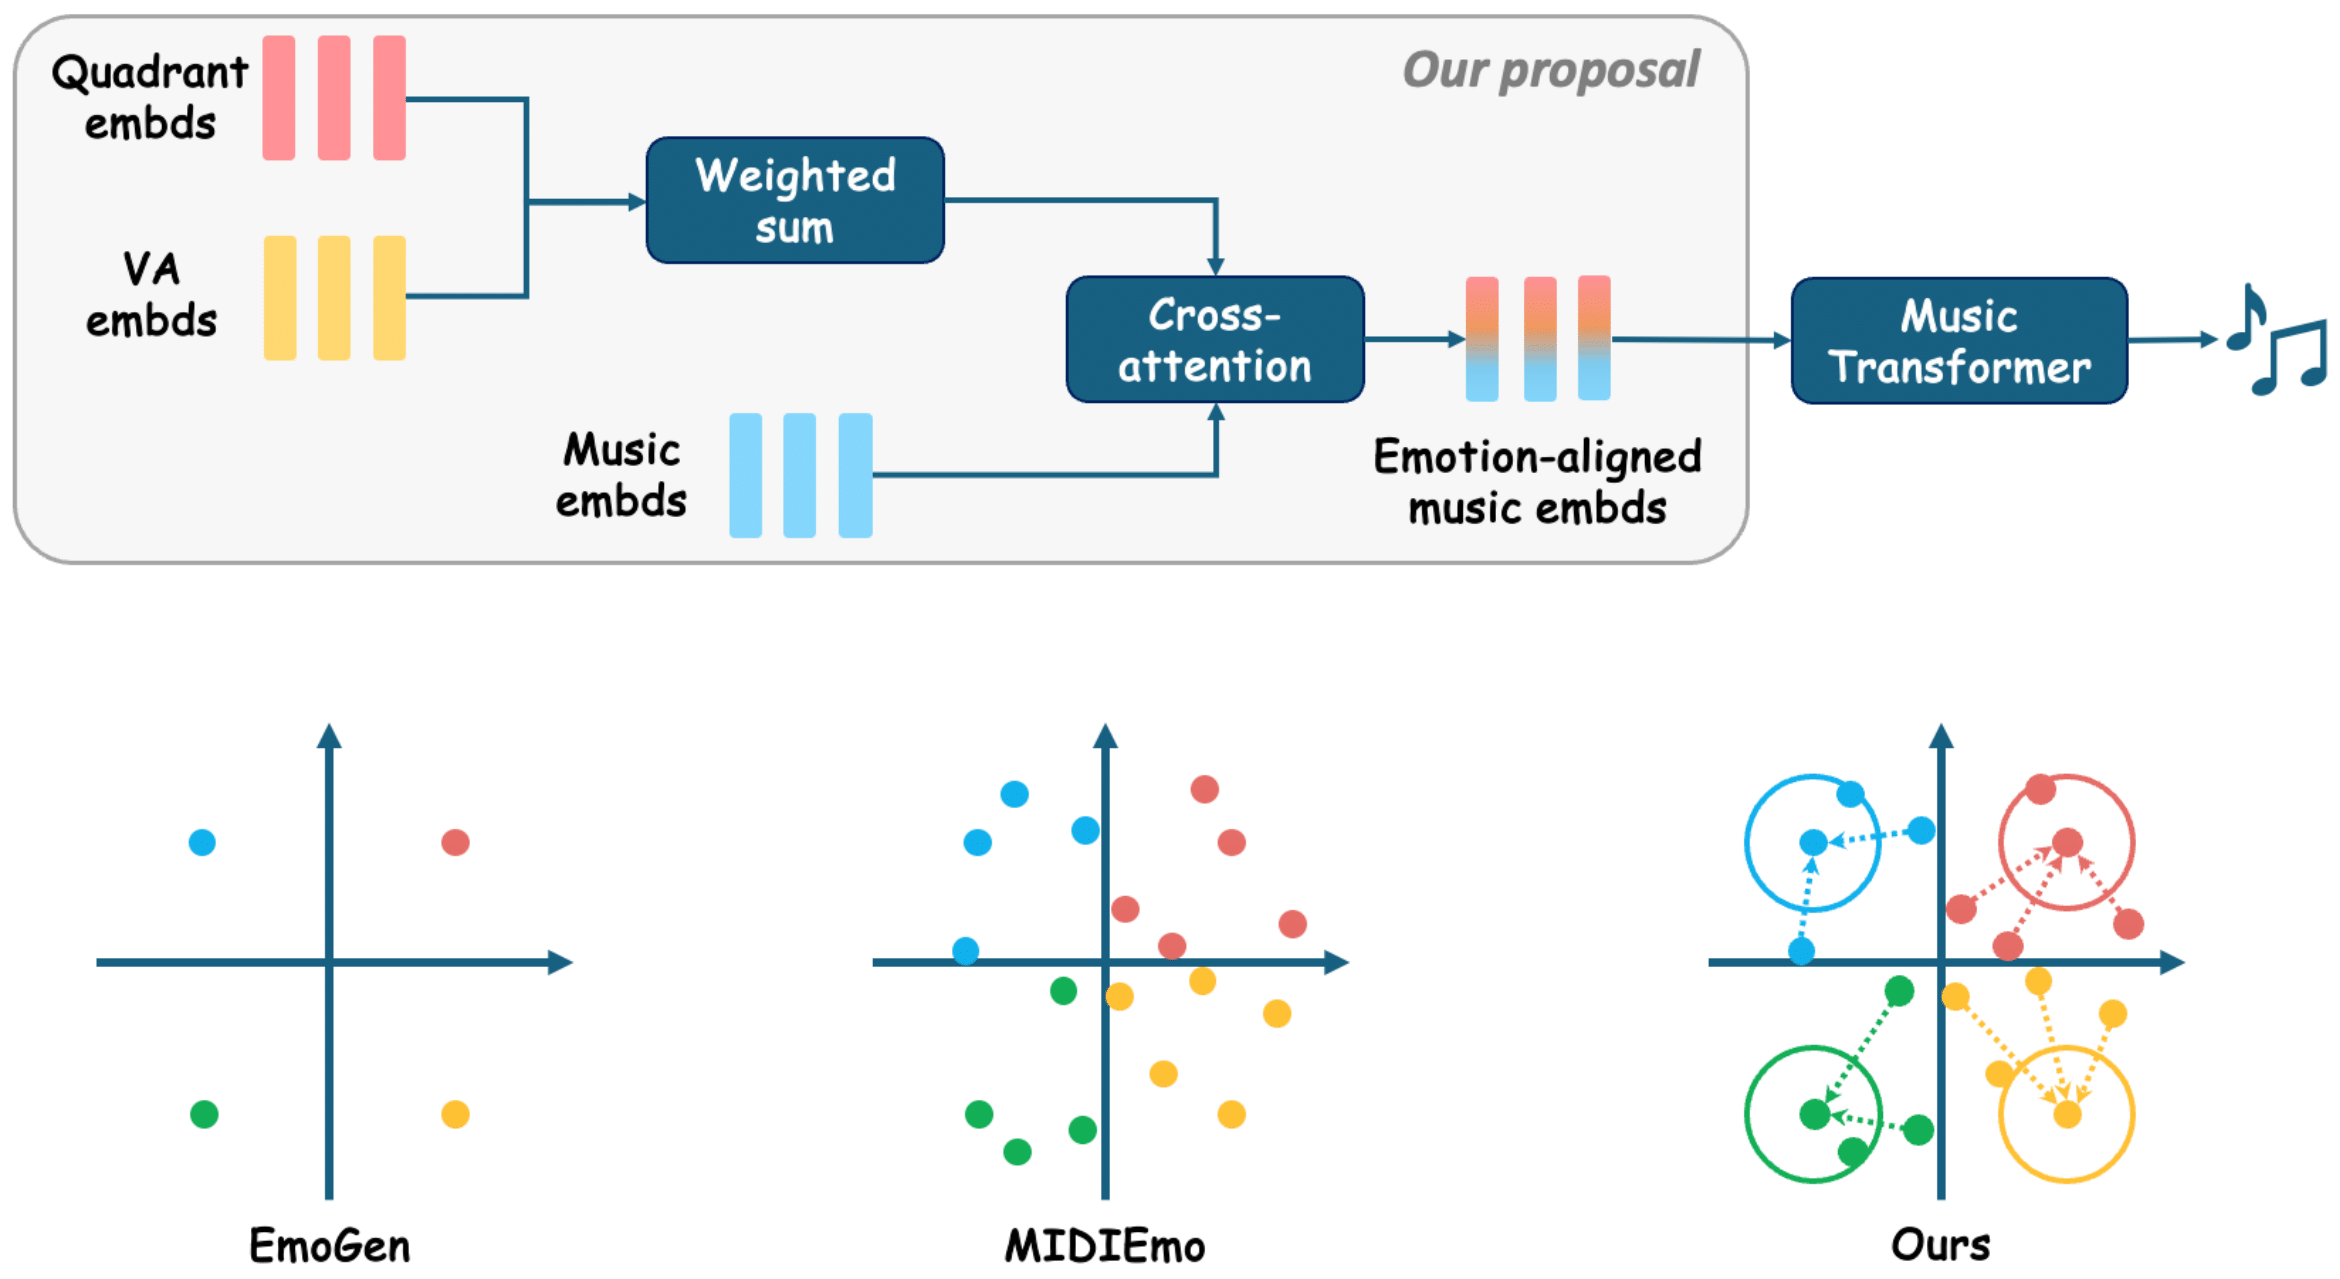 Quadrant
embds
Our proposal
Weighted
sum
VA
embds
Cross-
attention
Music
Transformer
Music
embds
Emotion-aligned
music embds
EmoGen
MIDIEmo
Ours